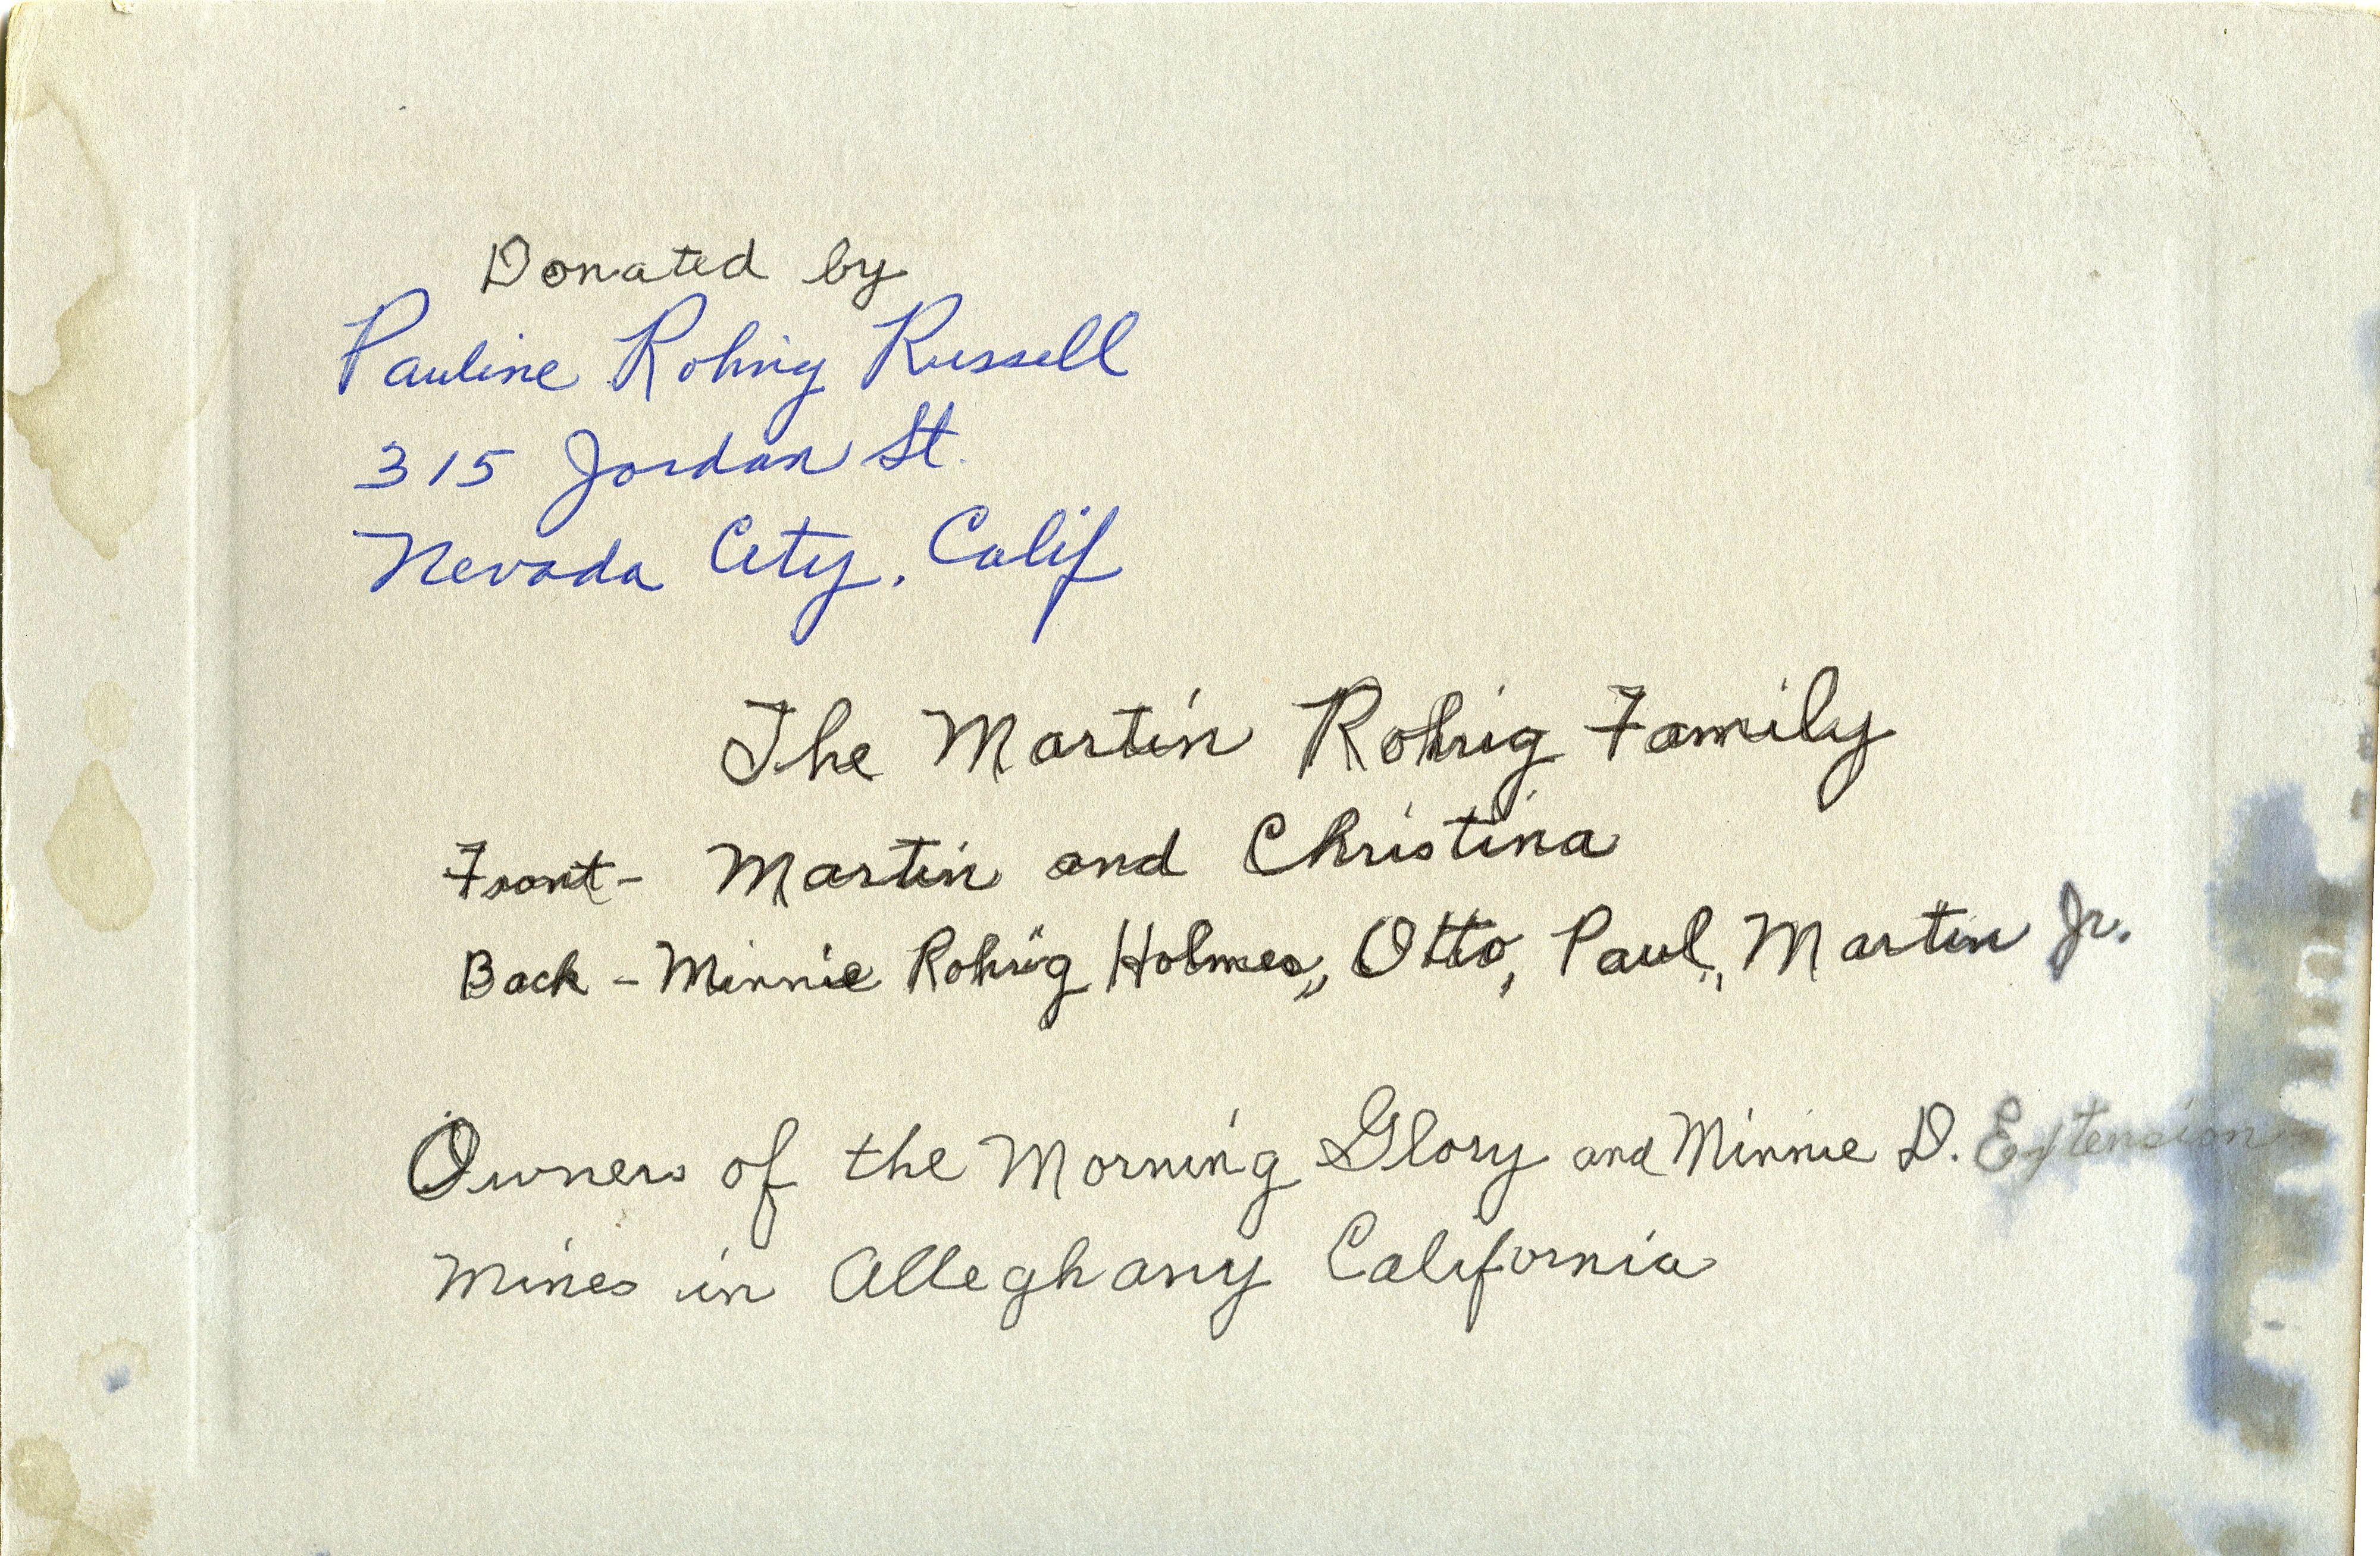 Donated by
Pauline Rohrig Russell
315 Jordan St.
Nevada City, Calif
The Martin Rohrig Family
Front - Martin and Christina
Back - Minnie Rohrig Holmes,, Otto, Paul,, Martin Jr.
Owners of the Morning Glory and Minnie D. Extension
Mines in Alleghany California